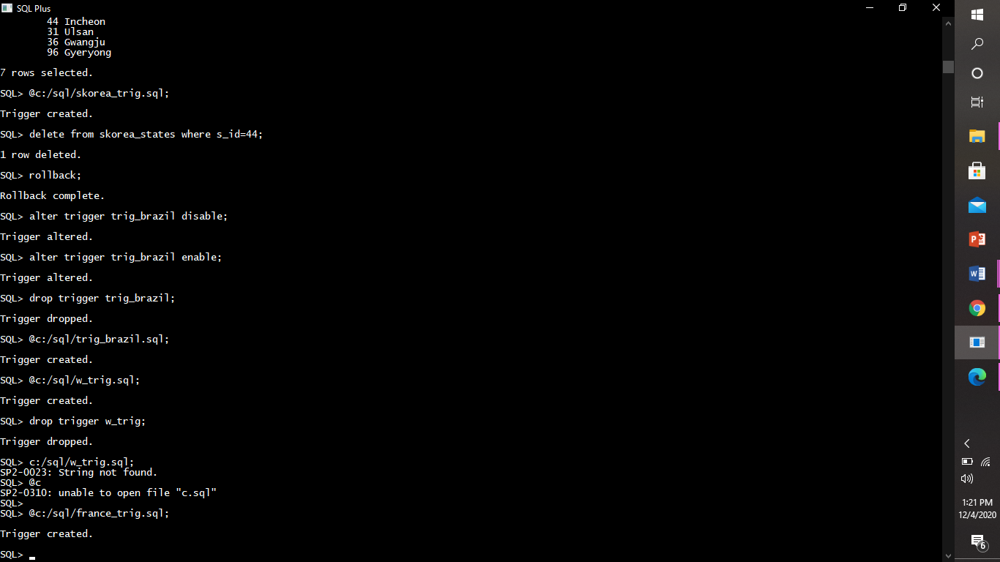 SQL Plus
44 Incheon
31 Ulsan
36 Gwangju
96 Gyeryong
7 rows selected.
SQL> @c:/sql/skorea_trig.sql;
Trigger created.
SQL> delete from skorea_states where s_id=44;
1 row deleted.
SQL> rollback;
Rollback complete.
SQL> alter trigger trig_brazil disable;
Trigger altered.
SQL> alter trigger trig_brazil enable;
Trigger altered.
SQL> drop trigger trig_brazil;
Trigger dropped.
SQL> @c:/sql/trig_brazil.sql;
Trigger created.
SQL> @c:/sql/w_trig.sql;
Trigger created.
SQL> drop trigger w_trig;
Trigger dropped.
SQL> c:/sql/w_trig.sql;
SP2-0023: String not found.
SQL> @c
SP2-0310: unable to open file "c.sql"
SQL>
SQL> @c:/sql/france_trig.sql;
Trigger created.
SQL>
1:21 PM
12/4/2020
6